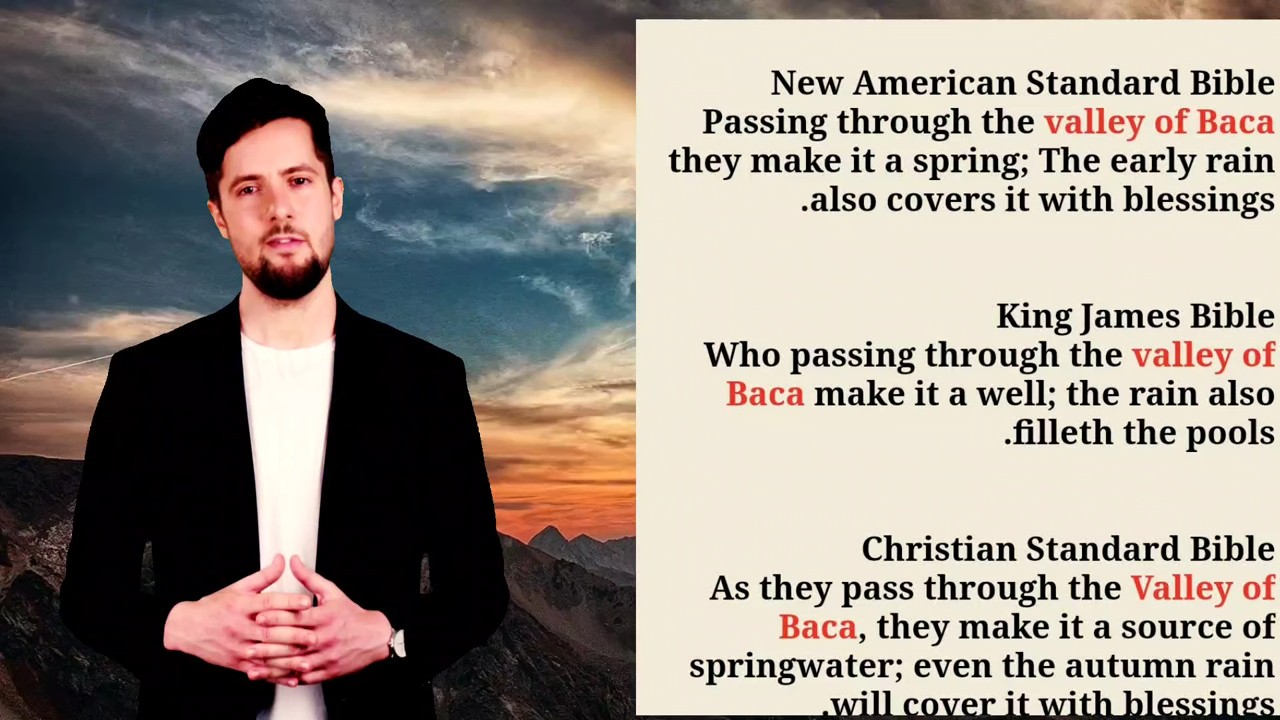 New American Standard Bible
Passing through the valley of Baca
they make it a spring; The early rain
.also covers it with blessings
King James Bible
Who passing through the valley of
Baca make it a well; the rain also
.filleth the pools
Christian Standard Bible
As they pass through the Valley of
Baca, they make it a source of
springwater; even the autumn rain
.will cover it with blessings